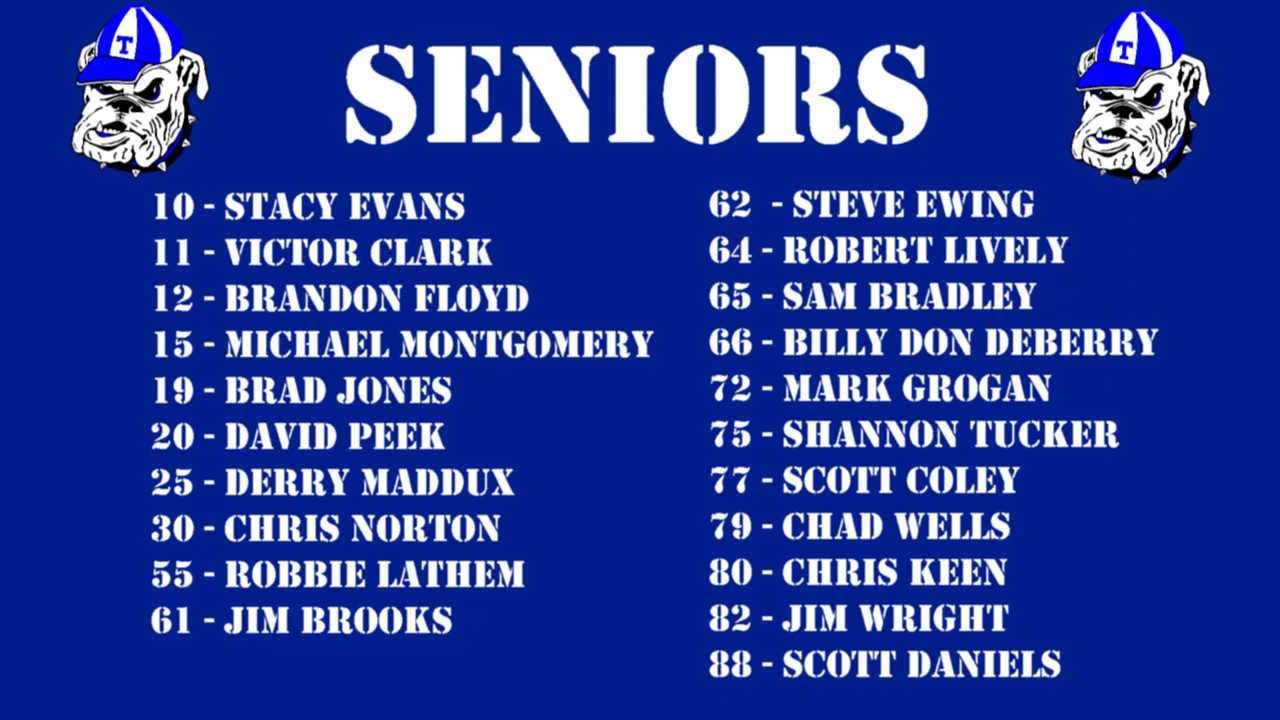 T
T
SENIORS
10 - STACY EVANS
11 - VICTOR CLARK
12 - BRANDON FLOYD
15 - MICHAEL MONTGOMERY
19 - BRAD JONES
20 - DAVID PEEK
25 - DERRY MADDUX
30 - CHRIS NORTON
55 - ROBBIE LATHEM
61 - JIM BROOKS
62 - STEVE EWING
64 - ROBERT LIVELY
65 - SAM BRADLEY
66 - BILLY DON DEBERRY
72 - MARK GROGAN
75 - SHANNON TUCKER
77 - SCOTT COLEY
79 - CHAD WELLS
80 - CHRIS KEEN
82 - JIM WRIGHT
88 - SCOTT DANIELS